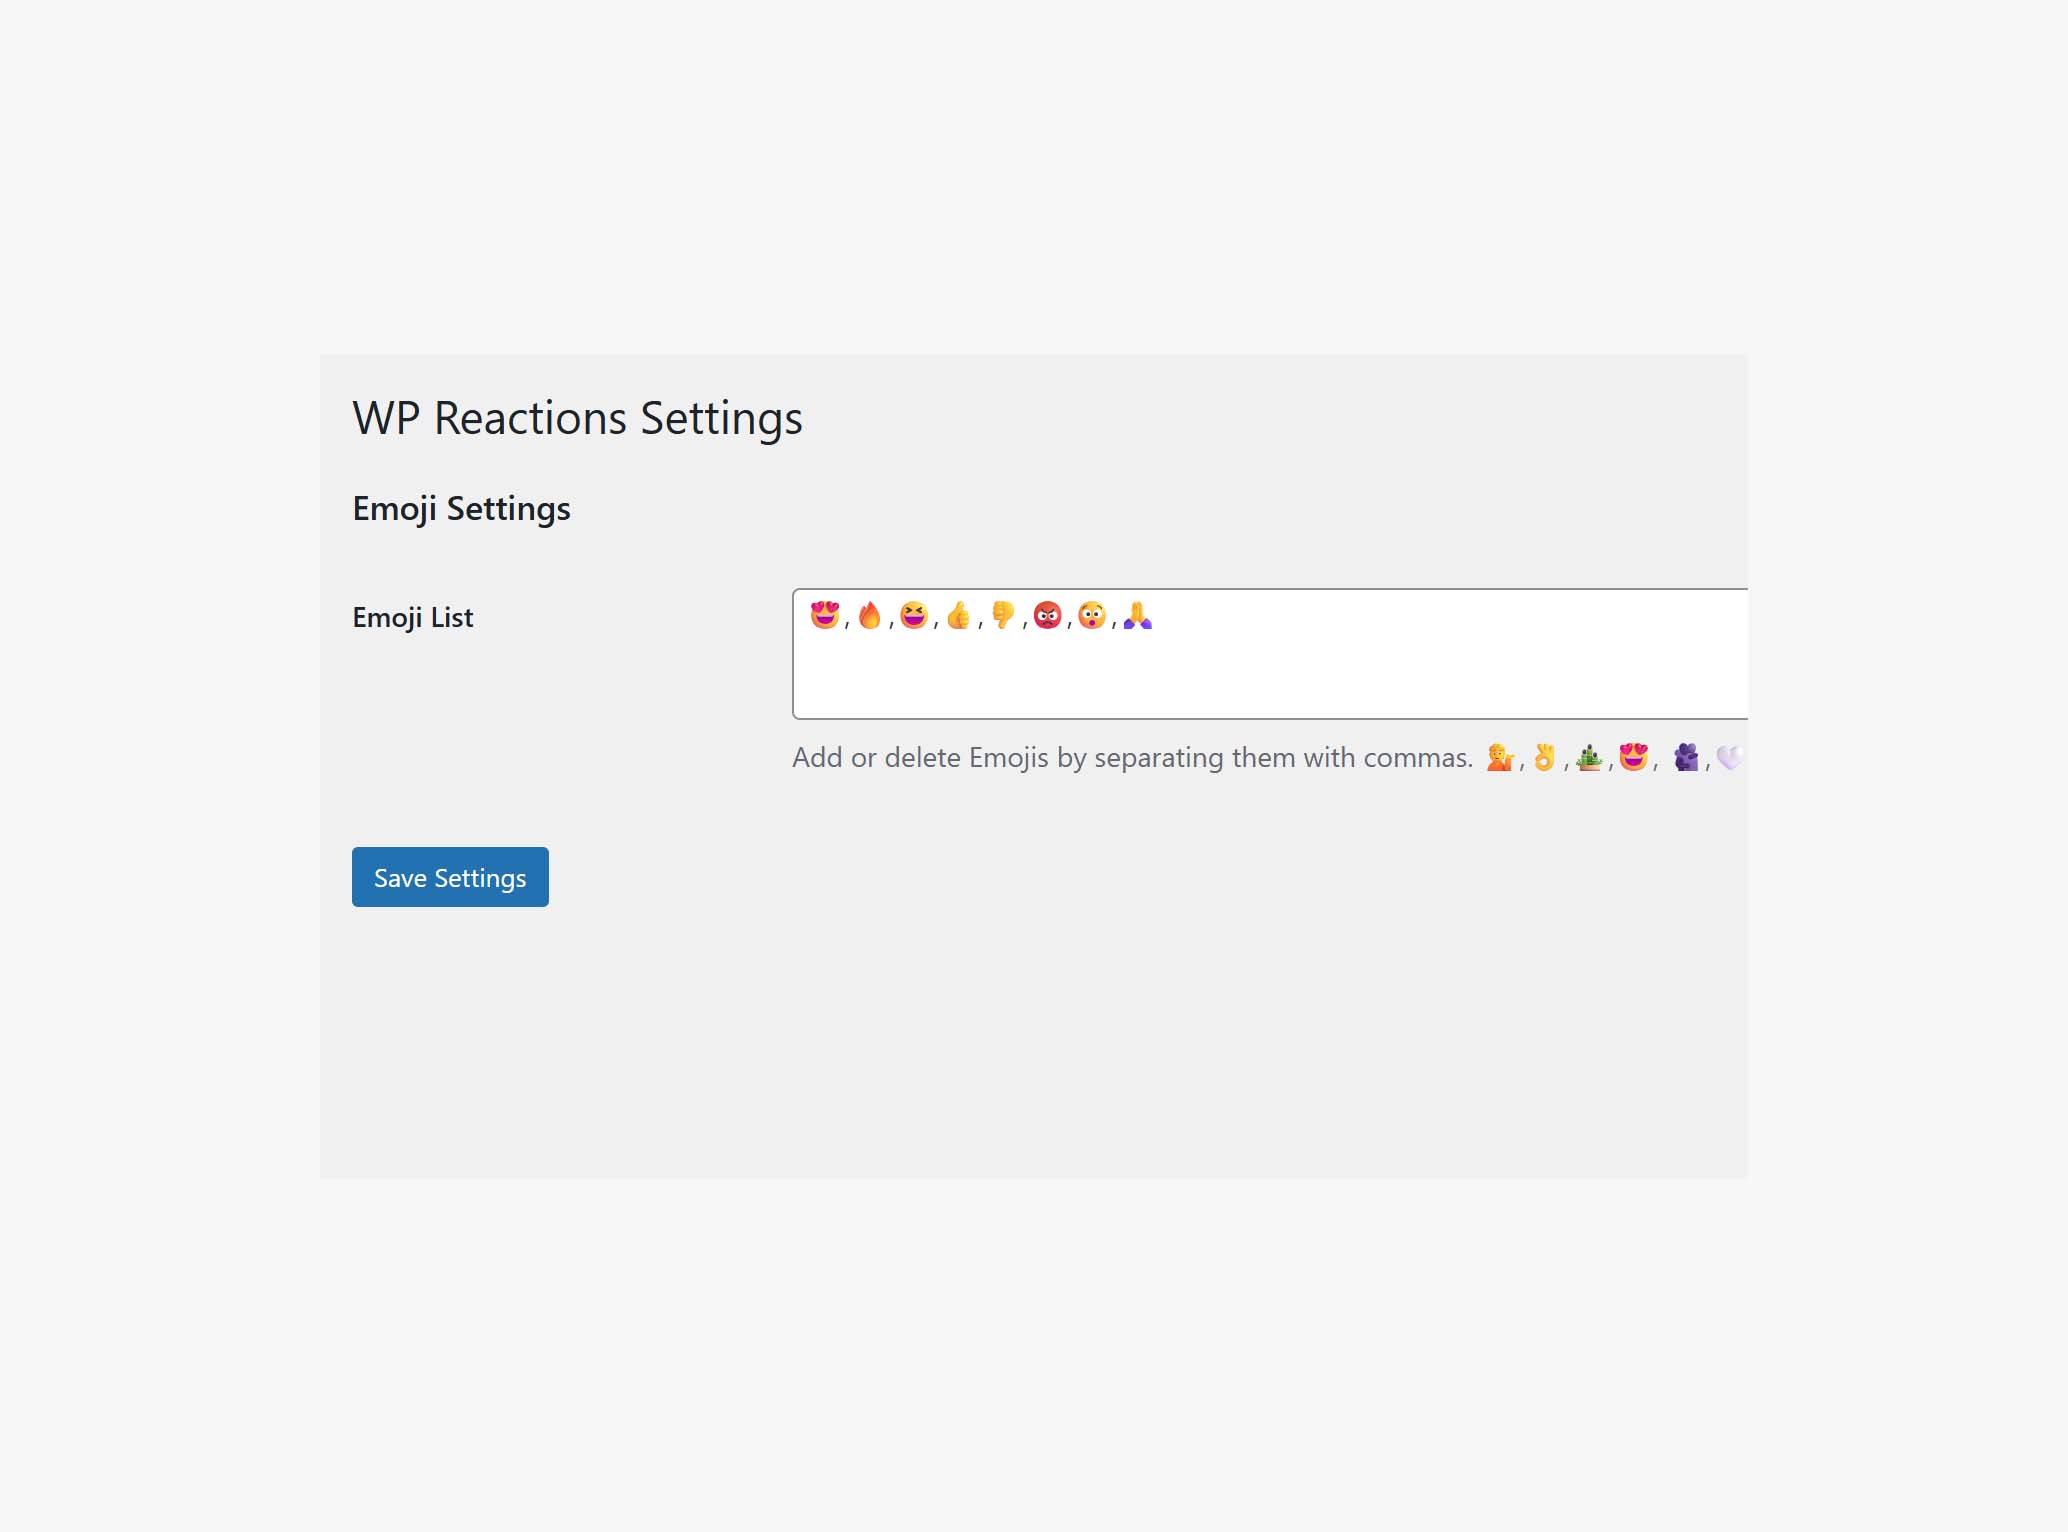 WP Reactions Settings
Emoji Settings
Emoji List
😍,🔥,😆,👍,👎,😡,😯,🙏
Add or delete Emojis by separating them with commas. 💁,👌,🎍,😍, 🫂,🤍
Save Settings